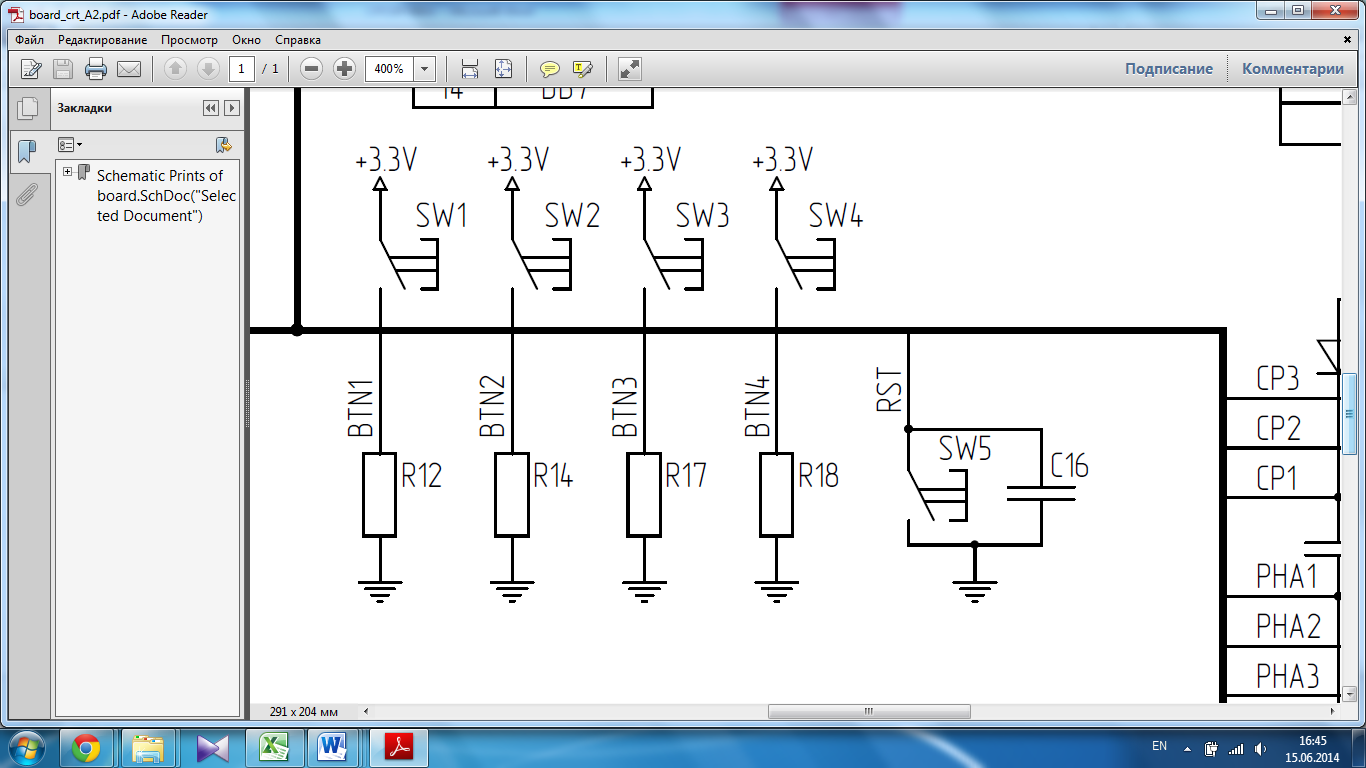 board_crt_A2.pdf - Adobe Reader
Файл Редактирование Просмотр Окно Справка
1 / 1 400% Подписание Комментарии
Закладки
Schematic Prints of
board.SchDoc("Selec
ted Document")
14 DB7
+3.3V +3.3V +3.3V +3.3V
SW1 SW2 SW3 SW4
BTN1 BTN2 BTN3 BTN4 RST
R12 R14 R17 R18
SW5 C16
CP3
CP2
CP1
PHA1
PHA2
PHA3
291 x 204 мм
EN 16:45
15.06.2014